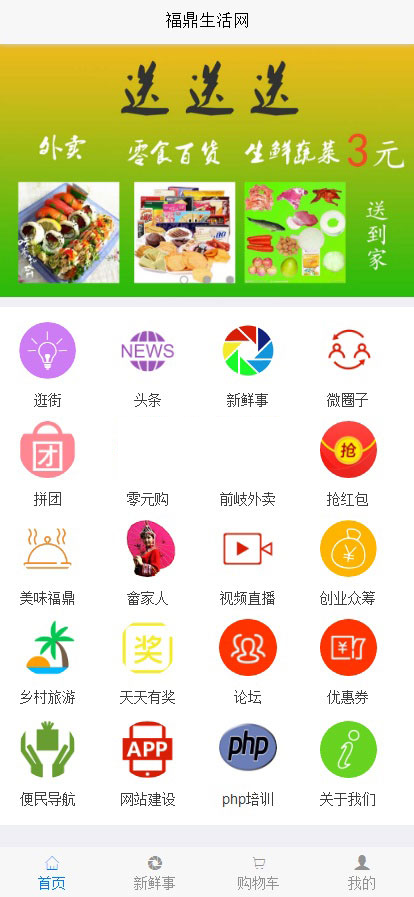 福鼎生活网
送送送
外卖 零食百货 生鲜蔬菜3元
送到家
NEWS
逛街 头条 新鲜事 微圈子
团 抢
拼团 零元购 前岐外卖 抢红包
美味福鼎 畲家人 视频直播 创业众筹
奖
乡村旅游 天天有奖 论坛 优惠券
APP php
便民导航 网站建设 php培训 关于我们
首页 新鲜事 购物车 我的